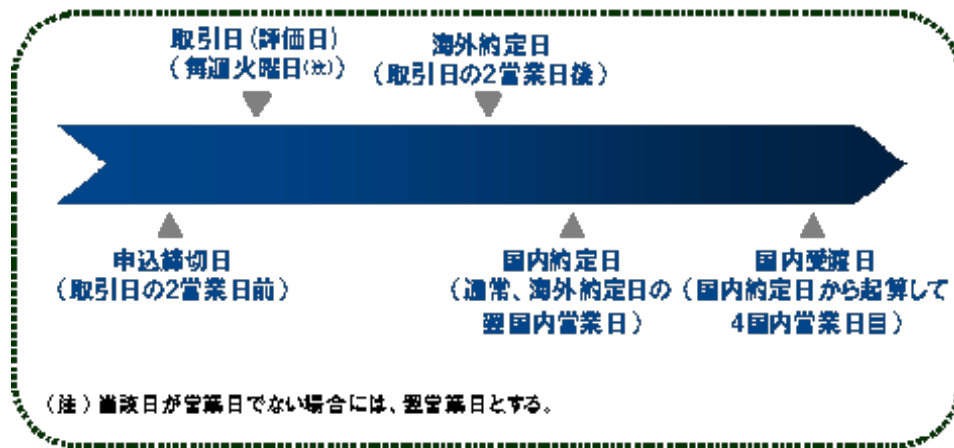 取引日(評価日)
(毎週火曜日(注))
海外約定日
(取引日の2営業日後)
申込締切日
(取引日の2営業日前)
国内約定日
(通常、海外約定日の
翌国内営業日)
国内受渡日
(国内約定日から起算して
4国内営業日目)
(注)当該日が営業日でない場合には、翌営業日とする。